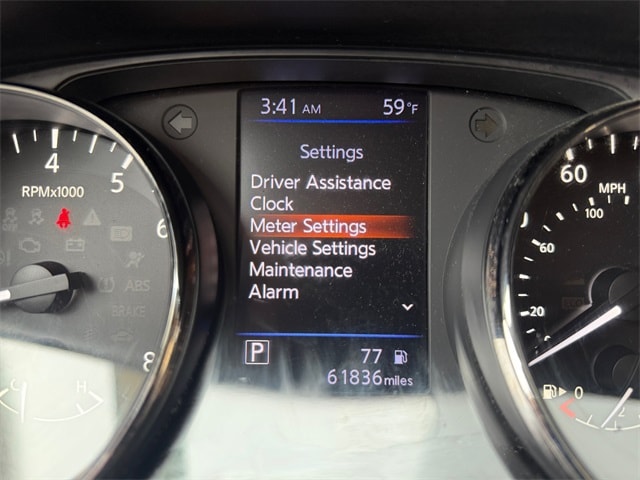 3:41 AM 59°F
Settings
Driver Assistance
Clock
Meter Settings
Vehicle Settings
Maintenance
Alarm
P 77
61836 miles
4
5
6
8
RPMx1000
ABS
BRAKE
C H
60
MPH
100
60
20
20
0